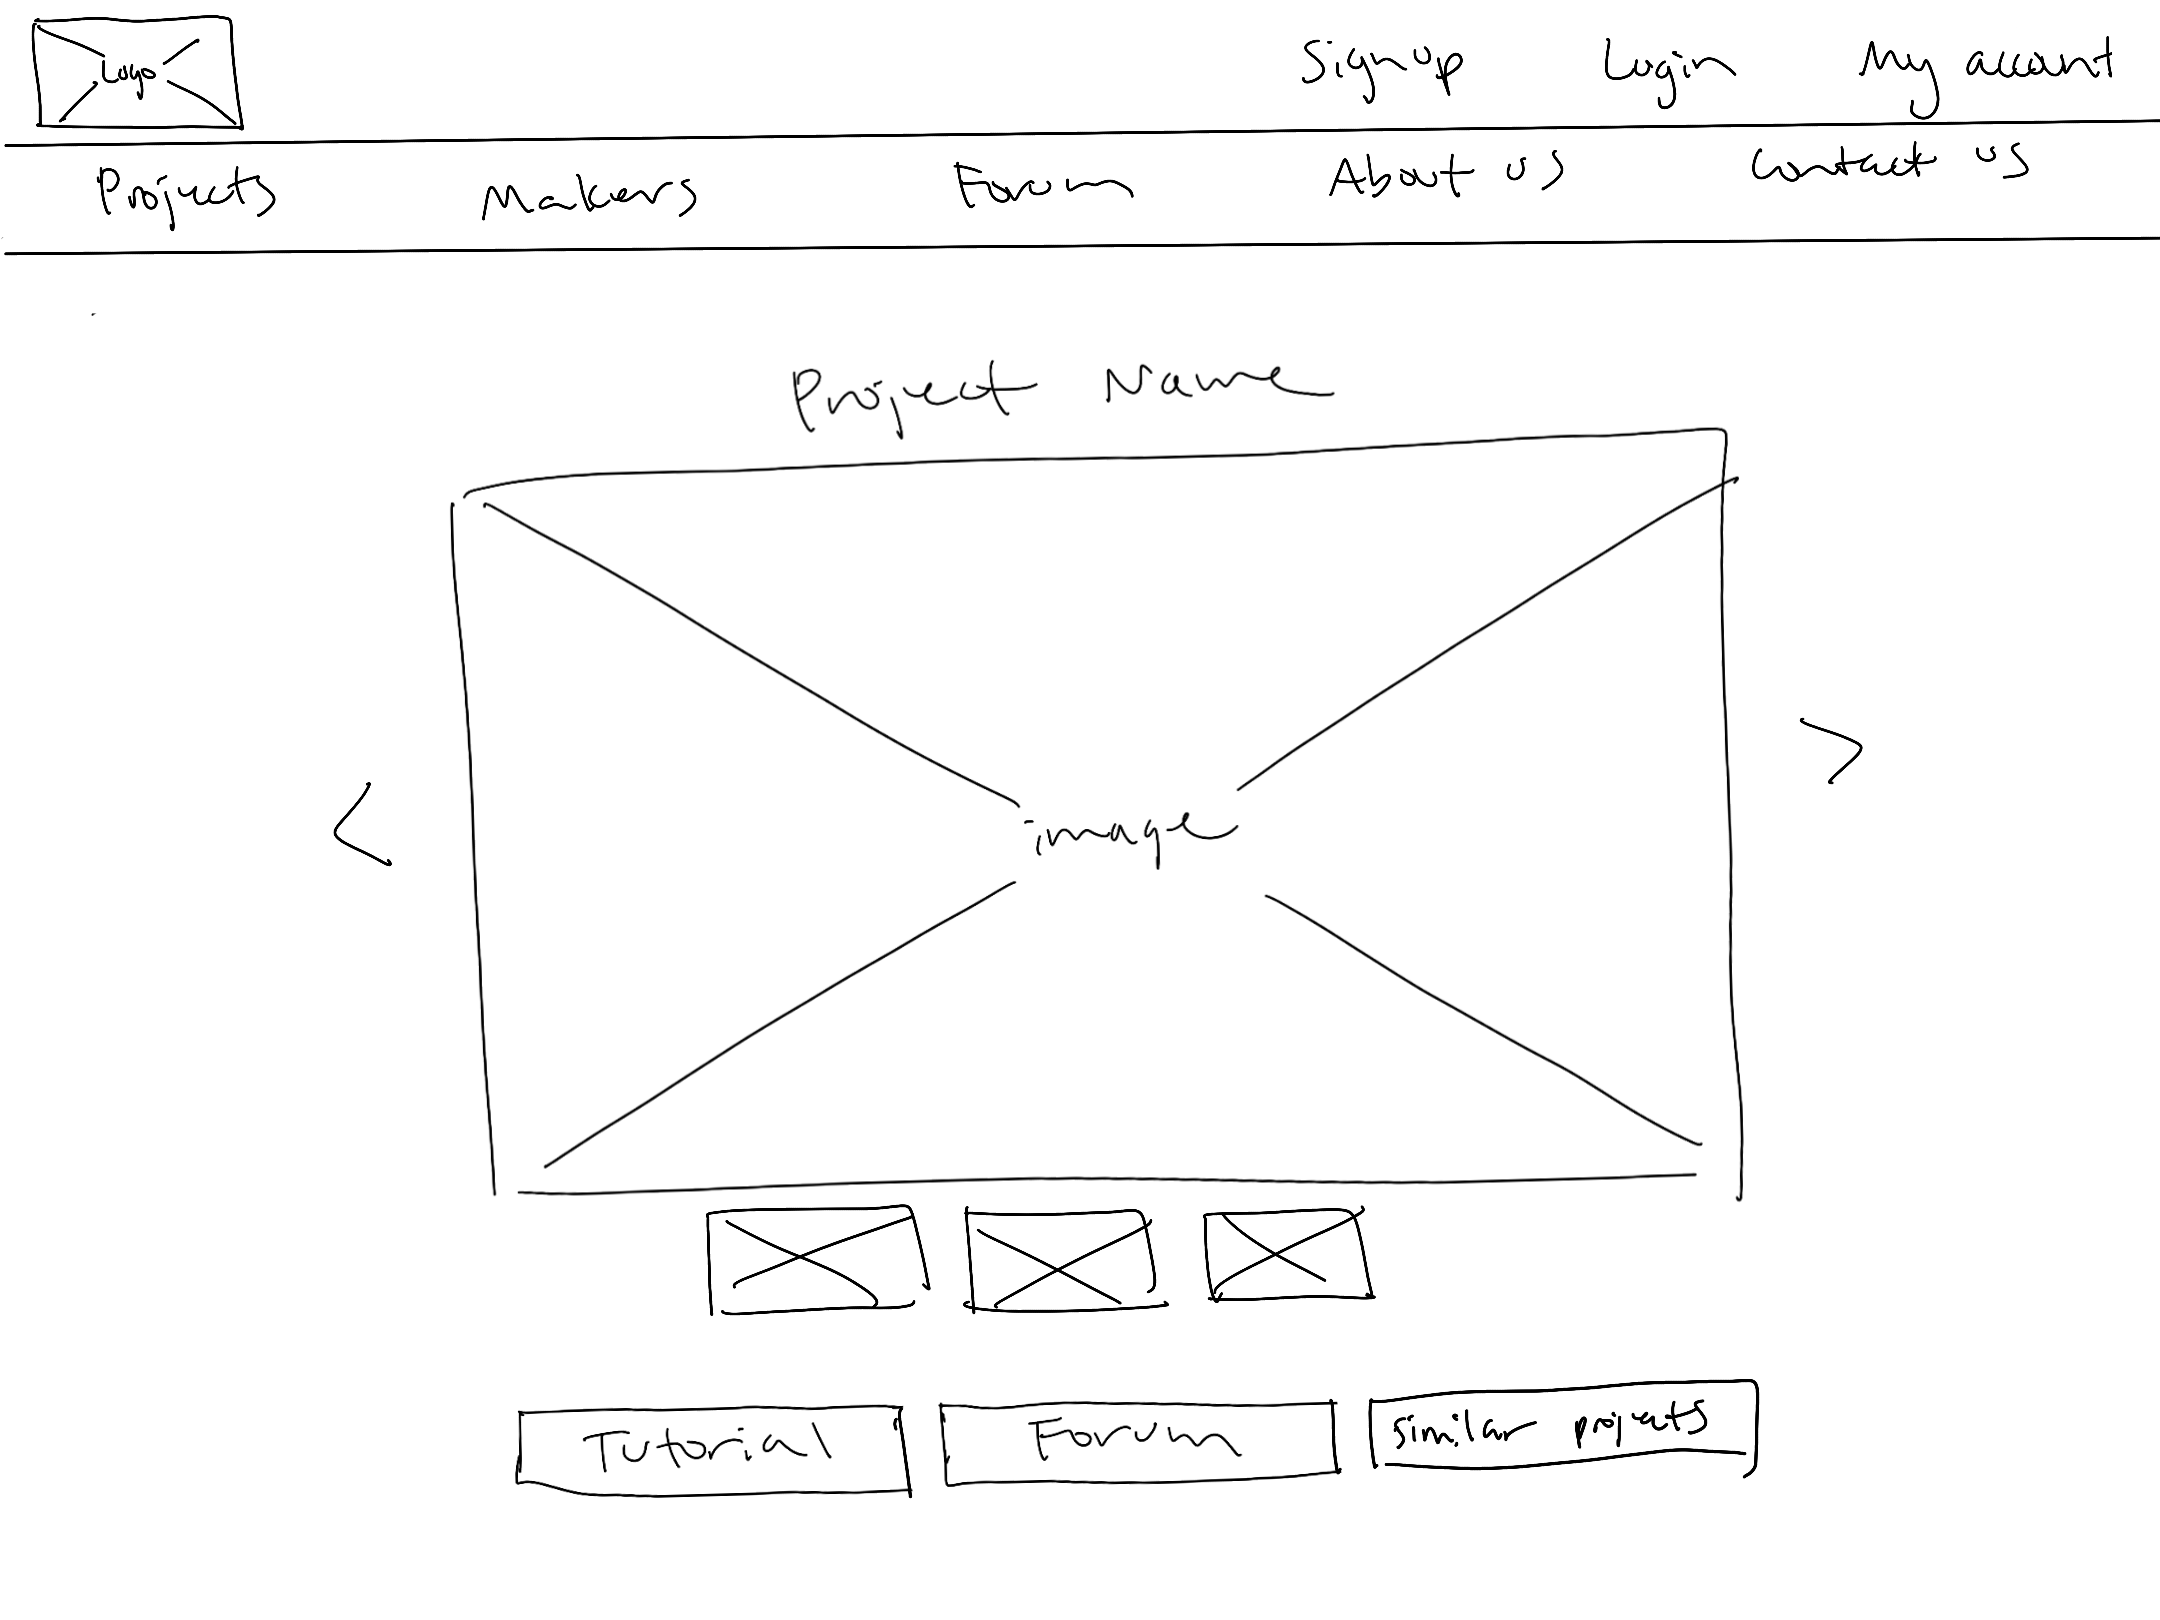 Logo Signup Login My account
Projects Makers Forum About us Contact us
Project Name
< >
image
Tutorial Forum similar projects